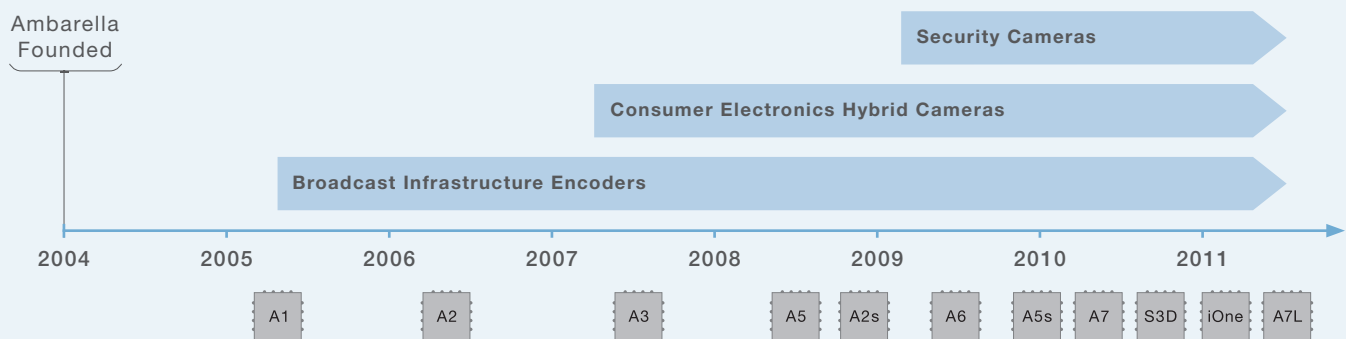 Ambarella
Founded
Security Cameras
Consumer Electronics Hybrid Cameras
Broadcast Infrastructure Encoders
2004 2005 2006 2007 2008 2009 2010 2011
A1 A2 A3 A5 A2s A6 A5s A7 S3D iOne A7L